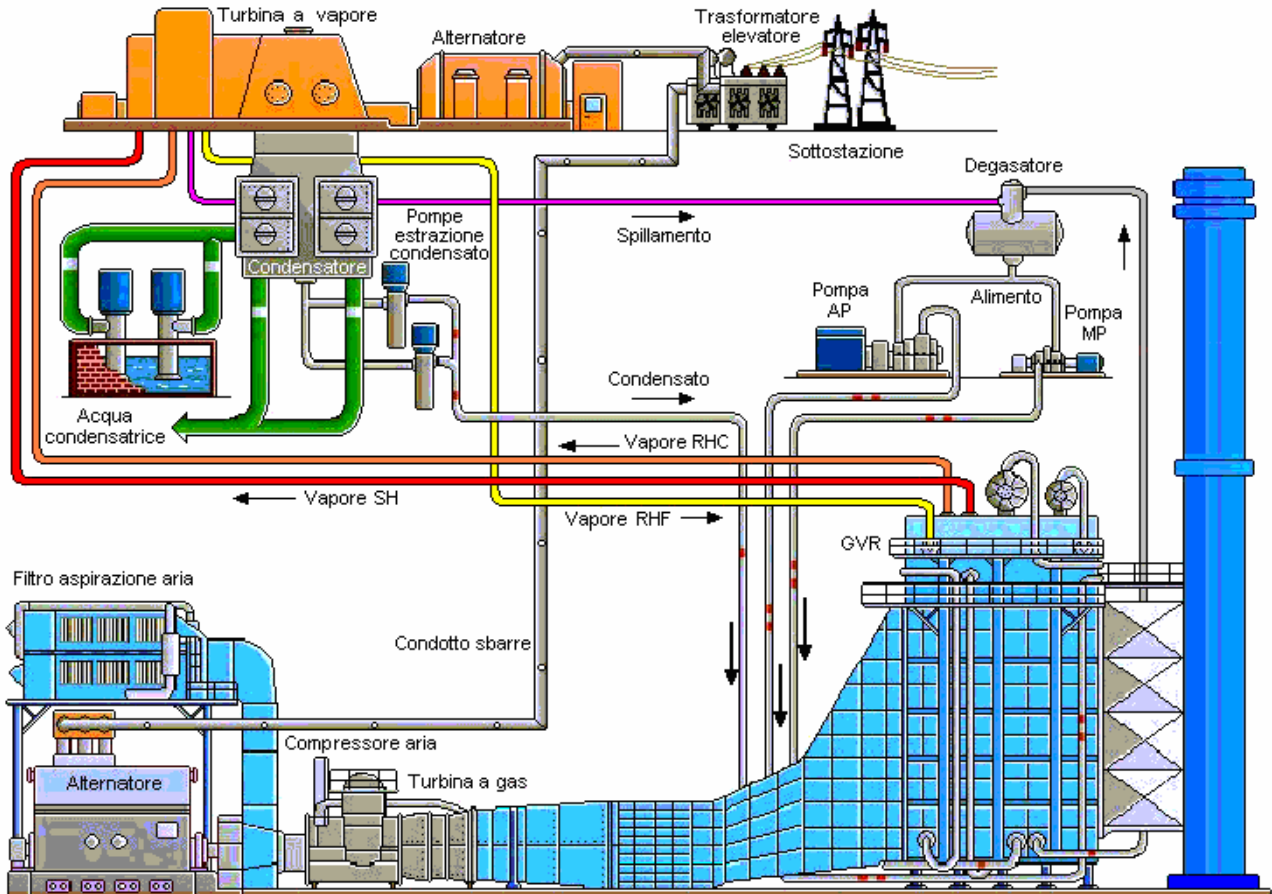 Turbina a vapore
Alternatore
Trasformatore
elevatore
Sottostazione
Degasatore
Spillamento
Pompe
estrazione
condensato
Condensatore
Pompa
AP
Alimento
Pompa
MP
Condensato
Acqua
condensatrice
Vapore RHC
Vapore SH
Vapore RHF
GVR
Filtro aspirazione aria
Condotto sbarre
Compressore aria
Turbina a gas
Alternatore